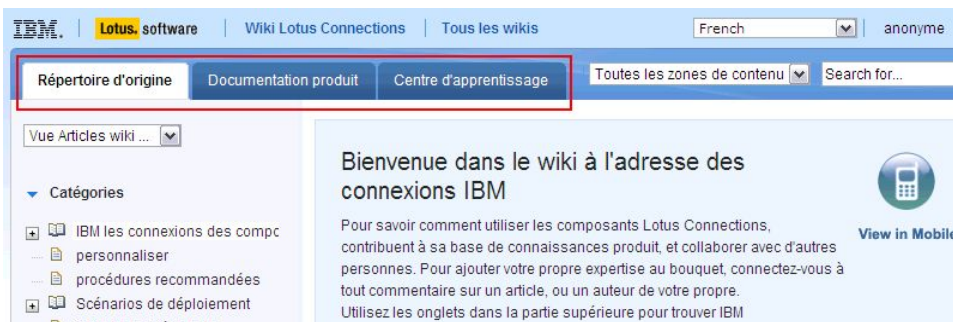 IBM. Lotus. software Wiki Lotus Connections Tous les wikis French anonyme
Répertoire d'origine Documentation produit Centre d'apprentissage Toutes les zones de contenu Search for...
Vue Articles wiki ...
Catégories
IBM les connexions des compc
personnaliser
procédures recommandées
Scénarios de déploiement
Bienvenue dans le wiki à l'adresse des
connexions IBM
Pour savoir comment utiliser les composants Lotus Connections,
contribuent à sa base de connaissances produit, et collaborer avec d'autres
personnes. Pour ajouter votre propre expertise au bouquet, connectez-vous à
tout commentaire sur un article, ou un auteur de votre propre.
Utilisez les onglets dans la partie supérieure pour trouver IBM
View in Mobile